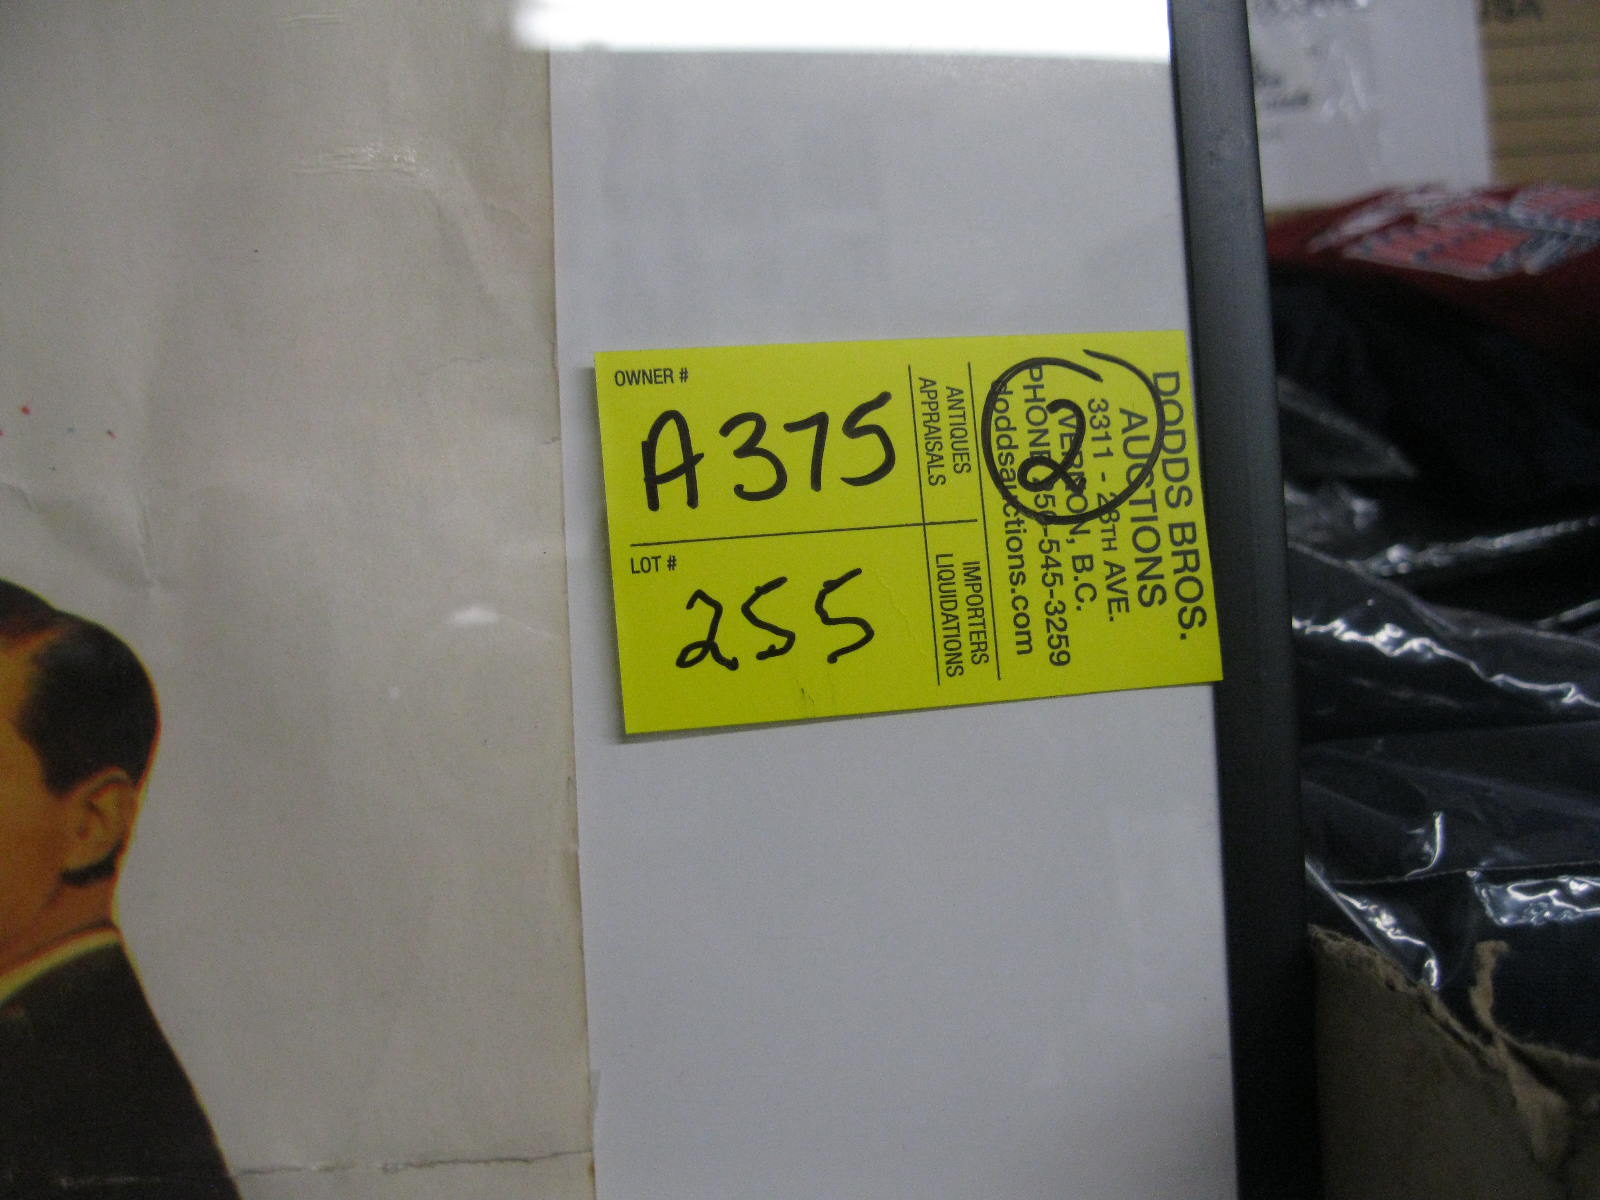 DODDS BROS.
AUCTIONS
3311 - 28TH AVE.
VERNON, B.C.
PHONE 250-545-3259
doddsauctions.com
2
ANTIQUES
APPRAISALS
IMPORTERS
LIQUIDATIONS
OWNER #
A375
LOT #
255